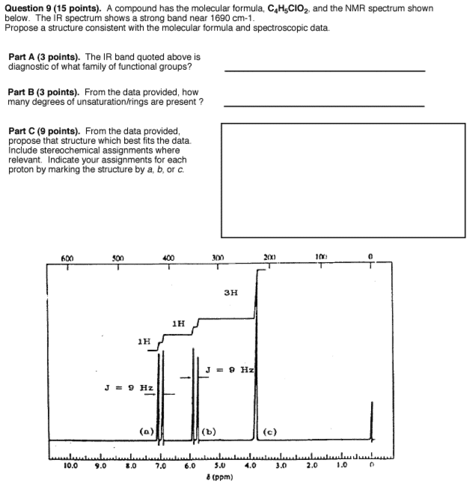 Question 9 (15 points). A compound has the molecular formula, C₄H₅ClO₂, and the NMR spectrum shown
below. The IR spectrum shows a strong band near 1690 cm-1.
Propose a structure consistent with the molecular formula and spectroscopic data.
Part A (3 points). The IR band quoted above is
diagnostic of what family of functional groups?
Part B (3 points). From the data provided, how
many degrees of unsaturation/rings are present ?
Part C (9 points). From the data provided,
propose that structure which best fits the data.
Include stereochemical assignments where
relevant. Indicate your assignments for each
proton by marking the structure by a, b, or c.
600 500 400 300 200 100 0
3H
1H
1H
J = 9 Hz
J = 9 Hz
(a) (b) (c)
10.0 9.0 8.0 7.0 6.0 5.0 4.0 3.0 2.0 1.0 0
δ (ppm)